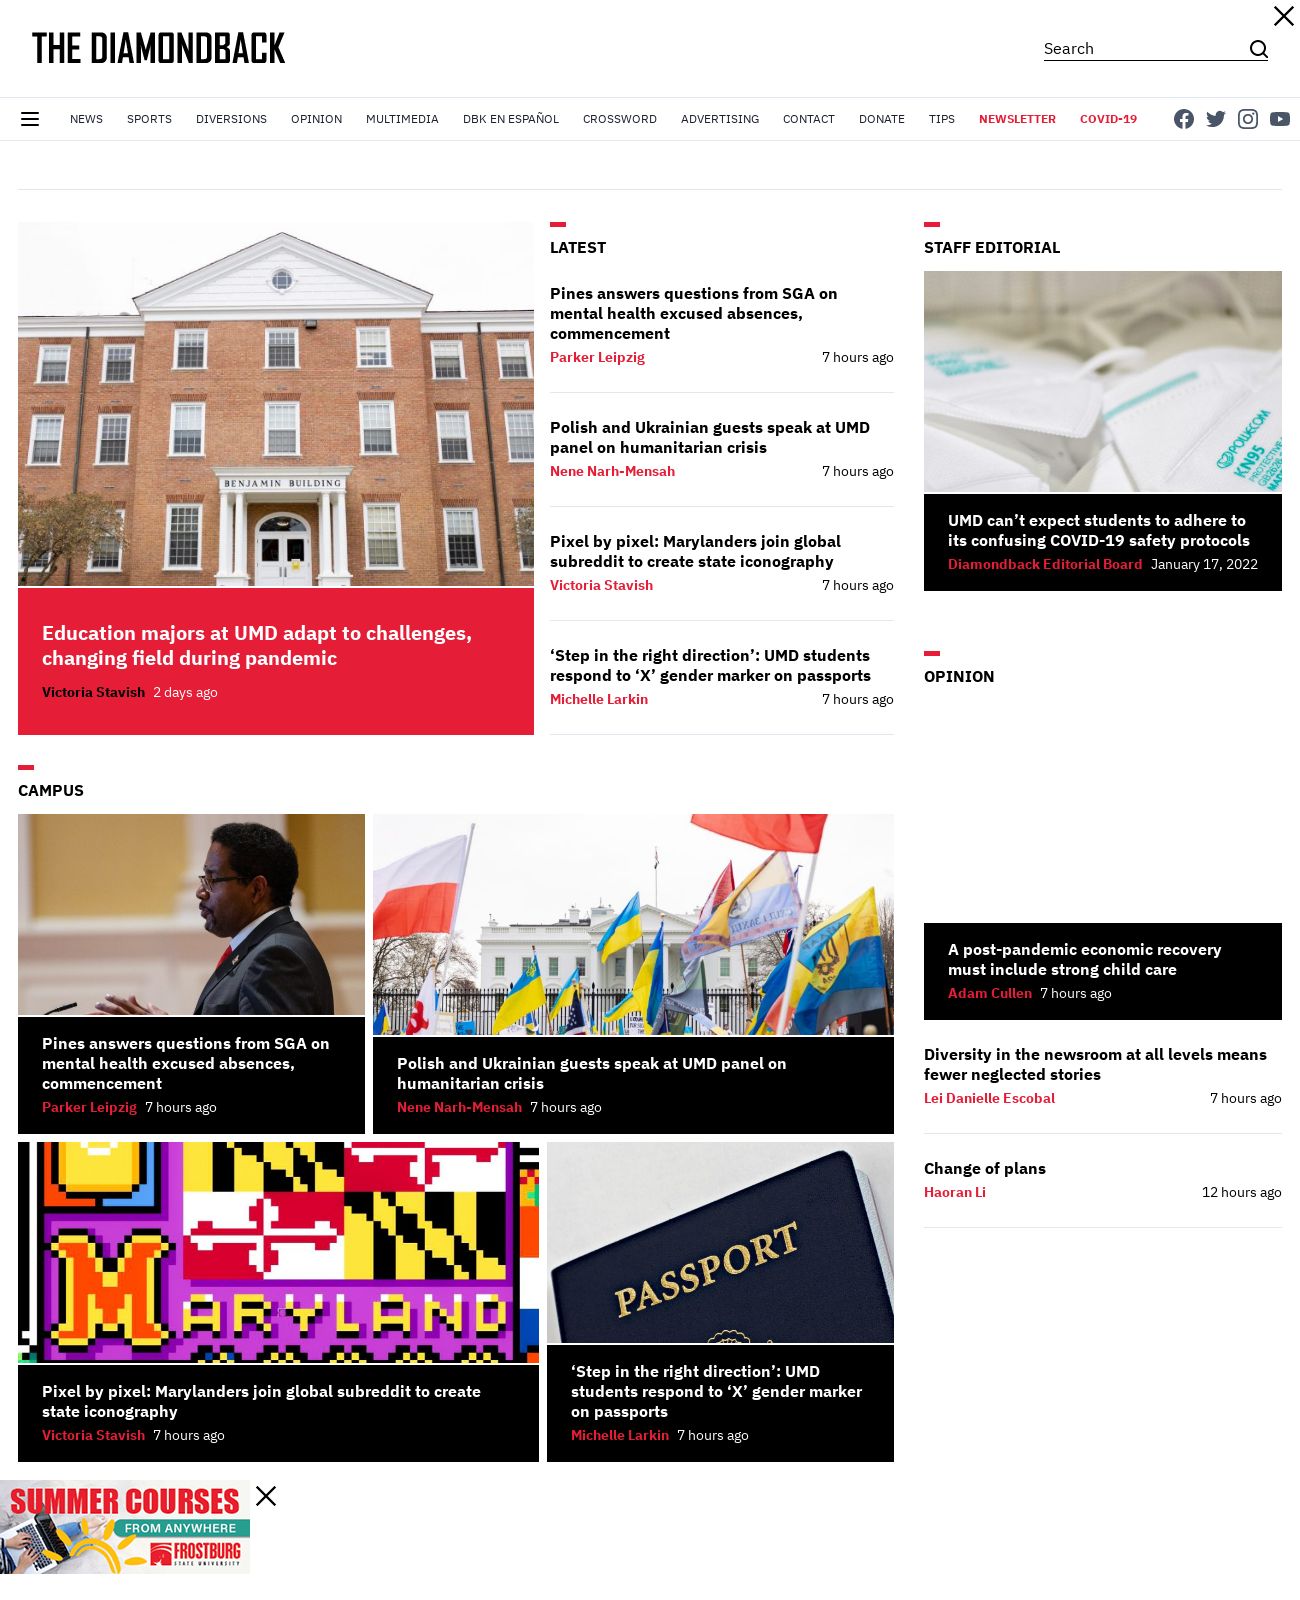 THE DIAMONDBACK
Search
NEWS SPORTS DIVERSIONS OPINION MULTIMEDIA DBK EN ESPAÑOL CROSSWORD ADVERTISING CONTACT DONATE TIPS NEWSLETTER COVID-19
BENJAMIN BUILDING
Education majors at UMD adapt to challenges,
changing field during pandemic
Victoria Stavish 2 days ago
LATEST
Pines answers questions from SGA on
mental health excused absences,
commencement
Parker Leipzig 7 hours ago
Polish and Ukrainian guests speak at UMD
panel on humanitarian crisis
Nene Narh-Mensah 7 hours ago
Pixel by pixel: Marylanders join global
subreddit to create state iconography
Victoria Stavish 7 hours ago
‘Step in the right direction’: UMD students
respond to ‘X’ gender marker on passports
Michelle Larkin 7 hours ago
STAFF EDITORIAL
POWECOM
KN95
UMD can’t expect students to adhere to
its confusing COVID-19 safety protocols
Diamondback Editorial Board January 17, 2022
OPINION
A post-pandemic economic recovery
must include strong child care
Adam Cullen 7 hours ago
Diversity in the newsroom at all levels means
fewer neglected stories
Lei Danielle Escobal 7 hours ago
Change of plans
Haoran Li 12 hours ago
CAMPUS
Pines answers questions from SGA on
mental health excused absences,
commencement
Parker Leipzig 7 hours ago
Polish and Ukrainian guests speak at UMD panel on
humanitarian crisis
Nene Narh-Mensah 7 hours ago
MARYLAND
Pixel by pixel: Marylanders join global subreddit to create
state iconography
Victoria Stavish 7 hours ago
PASSPORT
‘Step in the right direction’: UMD
students respond to ‘X’ gender marker
on passports
Michelle Larkin 7 hours ago
SUMMER COURSES
FROM ANYWHERE
FROSTBURG
STATE UNIVERSITY